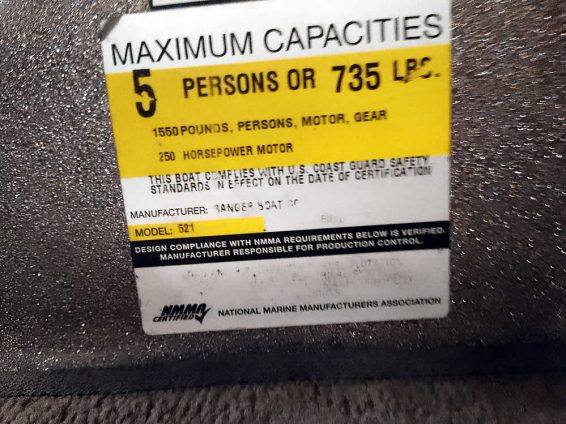 MAXIMUM CAPACITIES
5 PERSONS OR 735 LBS.
1550 POUNDS, PERSONS, MOTOR, GEAR
250 HORSEPOWER MOTOR
THIS BOAT COMPLIES WITH U.S. COAST GUARD SAFETY
STANDARDS IN EFFECT ON THE DATE OF CERTIFICATION
MANUFACTURER: RANGER BOAT
MODEL: 521
DESIGN COMPLIANCE WITH NMMA REQUIREMENTS BELOW IS VERIFIED.
MANUFACTURER RESPONSIBLE FOR PRODUCTION CONTROL.
NMMA
CERTIFIED
NATIONAL MARINE MANUFACTURERS ASSOCIATION